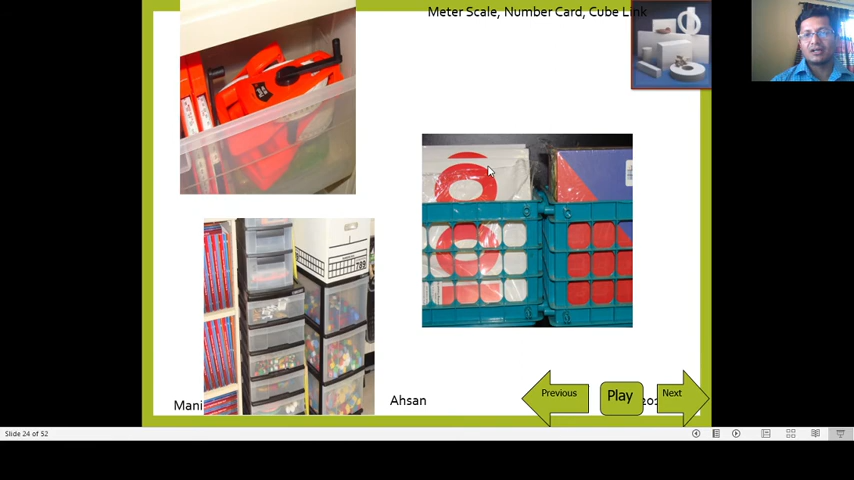 Meter Scale, Number Card, Cube Link
Mani
Ahsan
Previous
Play
Next
Slide 24 of 52